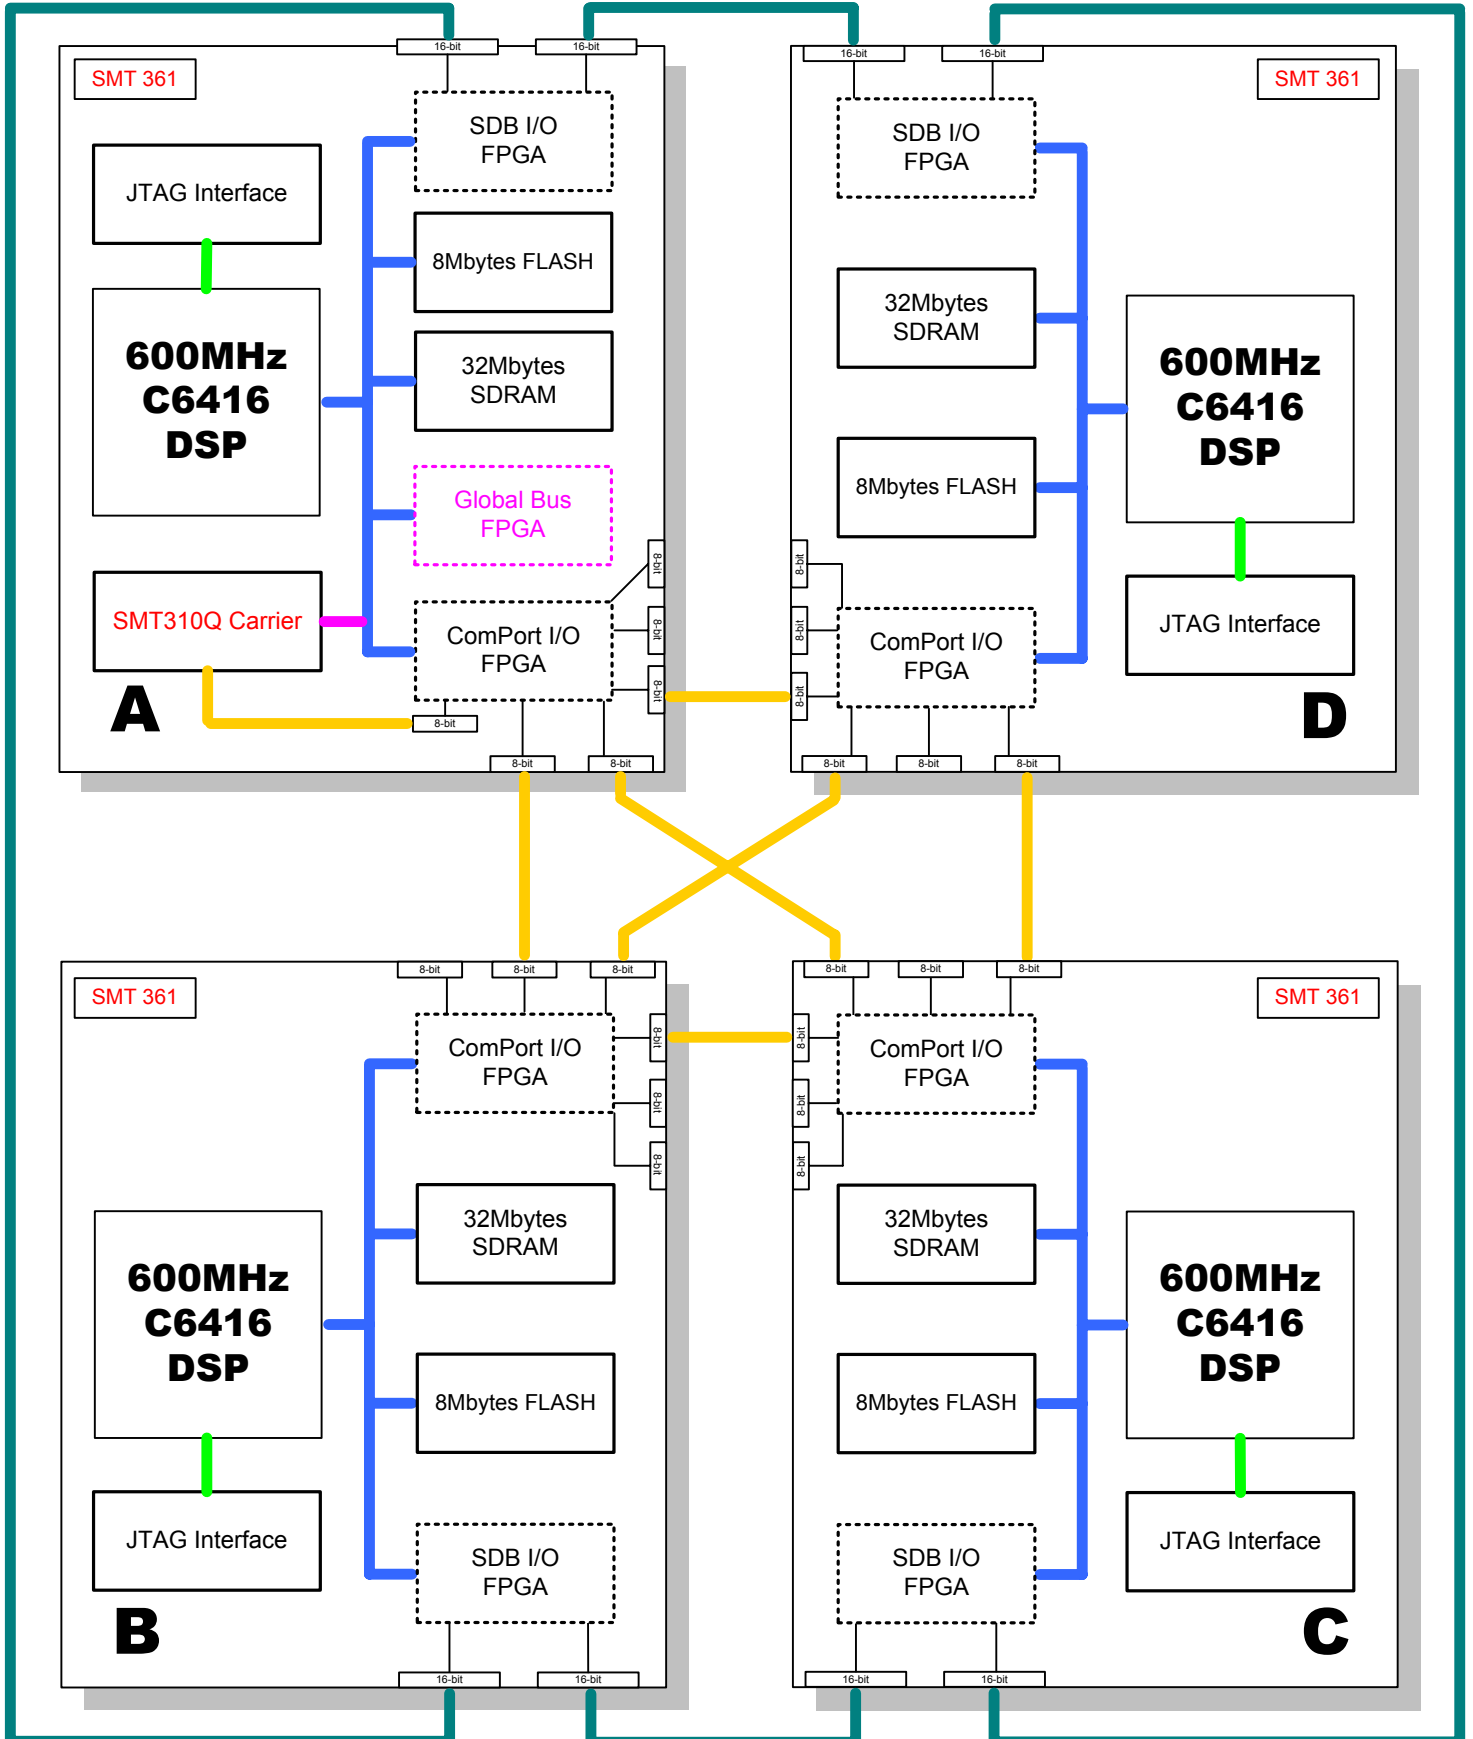 16-bit
16-bit
16-bit
16-bit
SMT 361
SDB I/O
FPGA
JTAG Interface
8Mbytes FLASH
600MHz
C6416
DSP
32Mbytes
SDRAM
Global Bus
FPGA
SMT310Q Carrier
ComPort I/O
FPGA
8-bit
8-bit
8-bit
8-bit
8-bit
8-bit
A
SMT 361
SDB I/O
FPGA
32Mbytes
SDRAM
600MHz
C6416
DSP
8Mbytes FLASH
JTAG Interface
ComPort I/O
FPGA
8-bit
8-bit
8-bit
8-bit
8-bit
8-bit
D
8-bit
8-bit
8-bit
SMT 361
ComPort I/O
FPGA
8-bit
8-bit
8-bit
32Mbytes
SDRAM
600MHz
C6416
DSP
8Mbytes FLASH
JTAG Interface
SDB I/O
FPGA
B
16-bit
16-bit
8-bit
8-bit
8-bit
SMT 361
ComPort I/O
FPGA
8-bit
8-bit
8-bit
32Mbytes
SDRAM
600MHz
C6416
DSP
8Mbytes FLASH
JTAG Interface
SDB I/O
FPGA
C
16-bit
16-bit